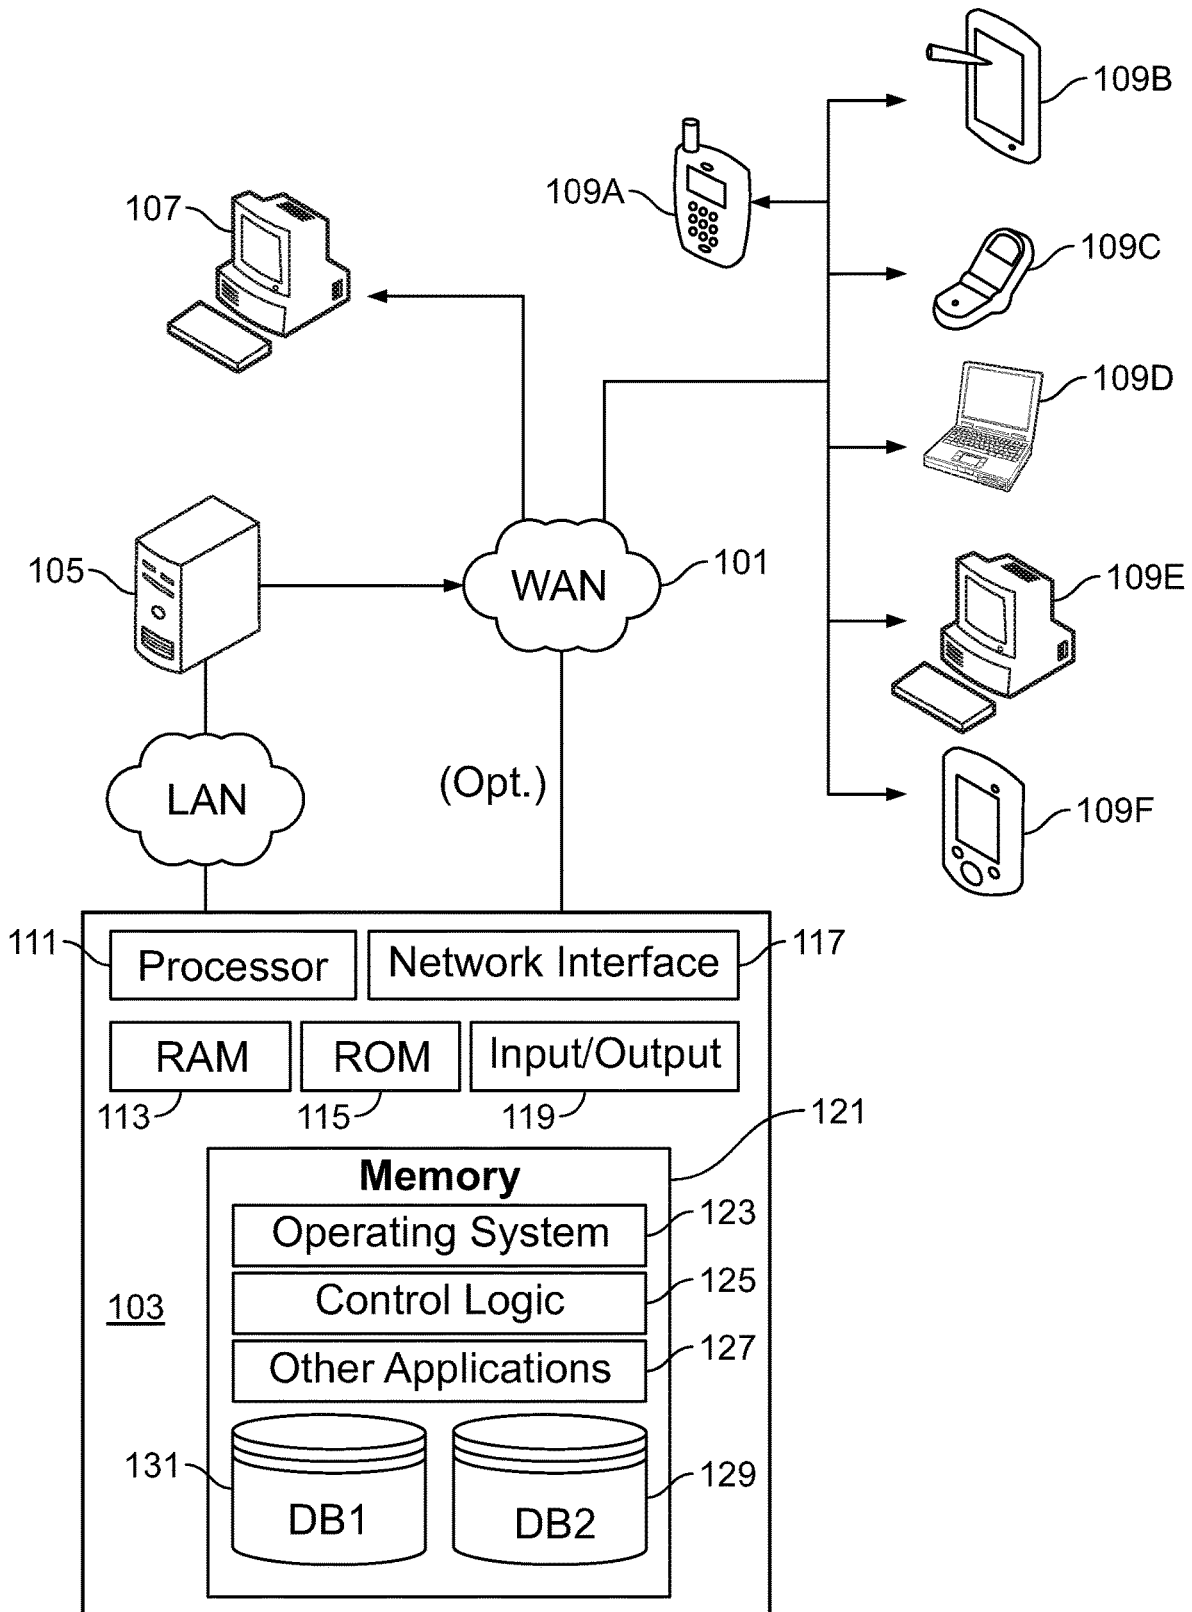 109B
109A
107
109C
109D
105
WAN
101
109E
LAN
(Opt.)
109F
111
Processor
Network Interface
117
RAM
ROM
Input/Output
113
115
119
121
Memory
Operating System
123
103
Control Logic
125
Other Applications
127
131
DB1
DB2
129